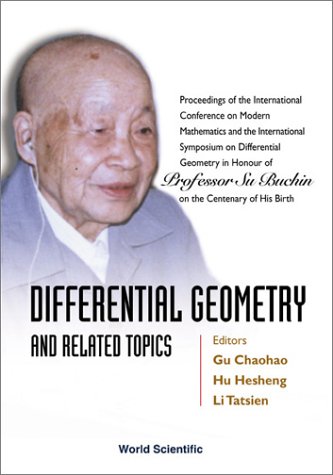 Proceedings of the International
Conference on Modern
Mathematics and the International
Symposium on Differential
Geometry in Honour of
Professor Su Buchin
on the Centenary of His Birth
DIFFERENTIAL GEOMETRY
AND RELATED TOPICS
Editors
Gu Chaohao
Hu Hesheng
Li Tatsien
World Scientific